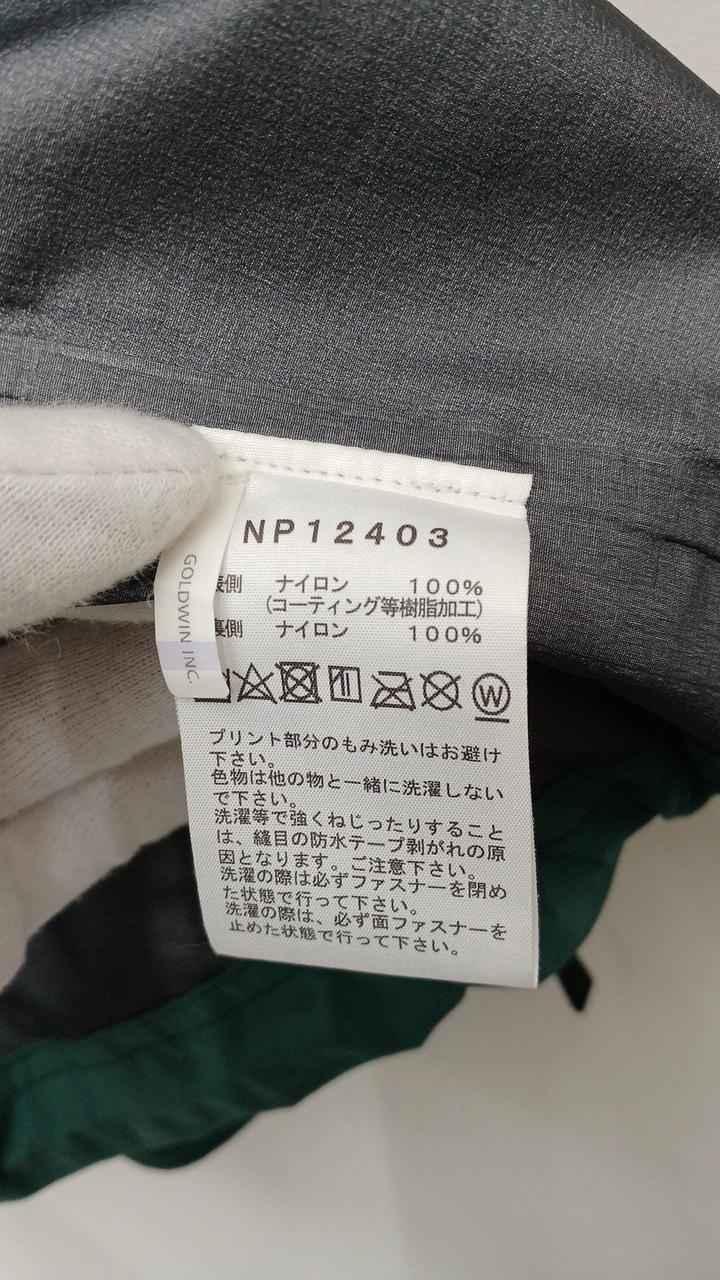 NP12403
表側 ナイロン 100%
(コーティング等樹脂加工)
裏側 ナイロン 100%
GOLDWIN INC.
W
プリント部分のもみ洗いはお避け
下さい。
色物は他の物と一緒に洗濯しない
で下さい。
洗濯等で強くねじったりすること
は、縫目の防水テープ剥がれの原
因となります。ご注意下さい。
洗濯の際は必ずファスナーを閉め
た状態で行って下さい。
洗濯の際は、必ず面ファスナーを
止めた状態で行って下さい。